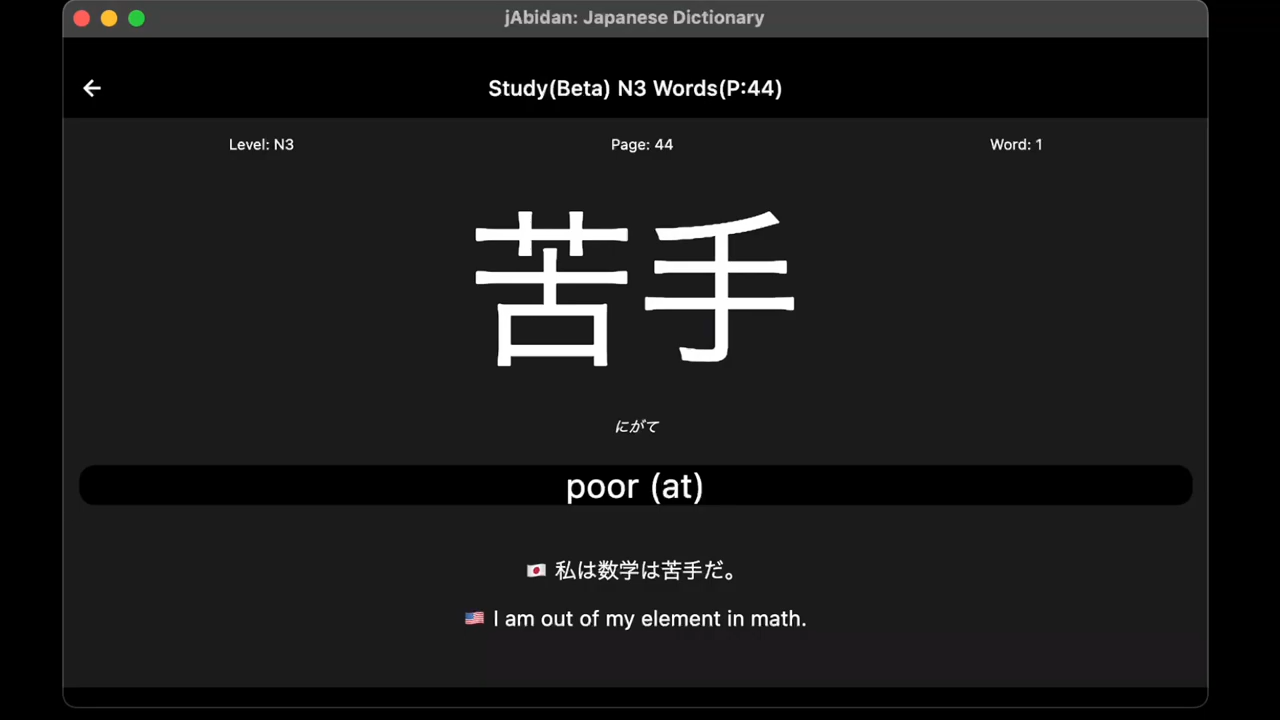 jAbidan: Japanese Dictionary
Study(Beta) N3 Words(P:44)
Level: N3
Page: 44
Word: 1
苦手
にがて
poor (at)
🇯🇵 私は数学は苦手だ。
🇺🇸 I am out of my element in math.